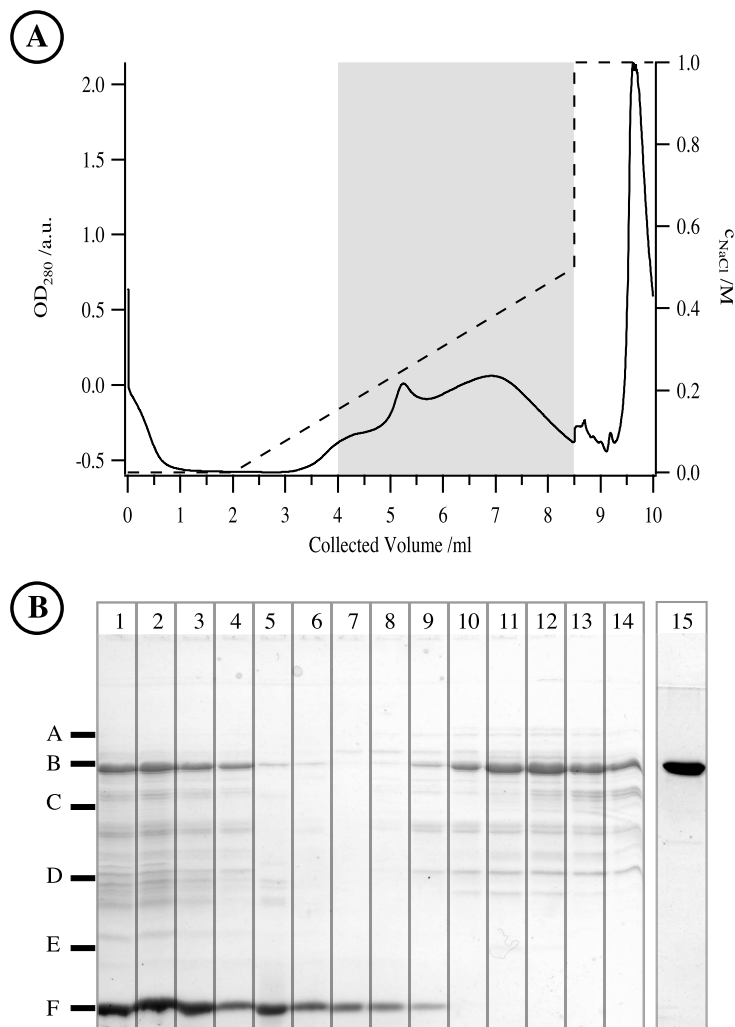 A
2.0
1.5
1.0
0.5
0.0
-0.5
OD280 /a.u.
1.0
0.8
0.6
0.4
0.2
0.0
cNaCl /M
0 1 2 3 4 5 6 7 8 9 10
Collected Volume /ml
B
1 2 3 4 5 6 7 8 9 10 11 12 13 14 15
A
B
C
D
E
F